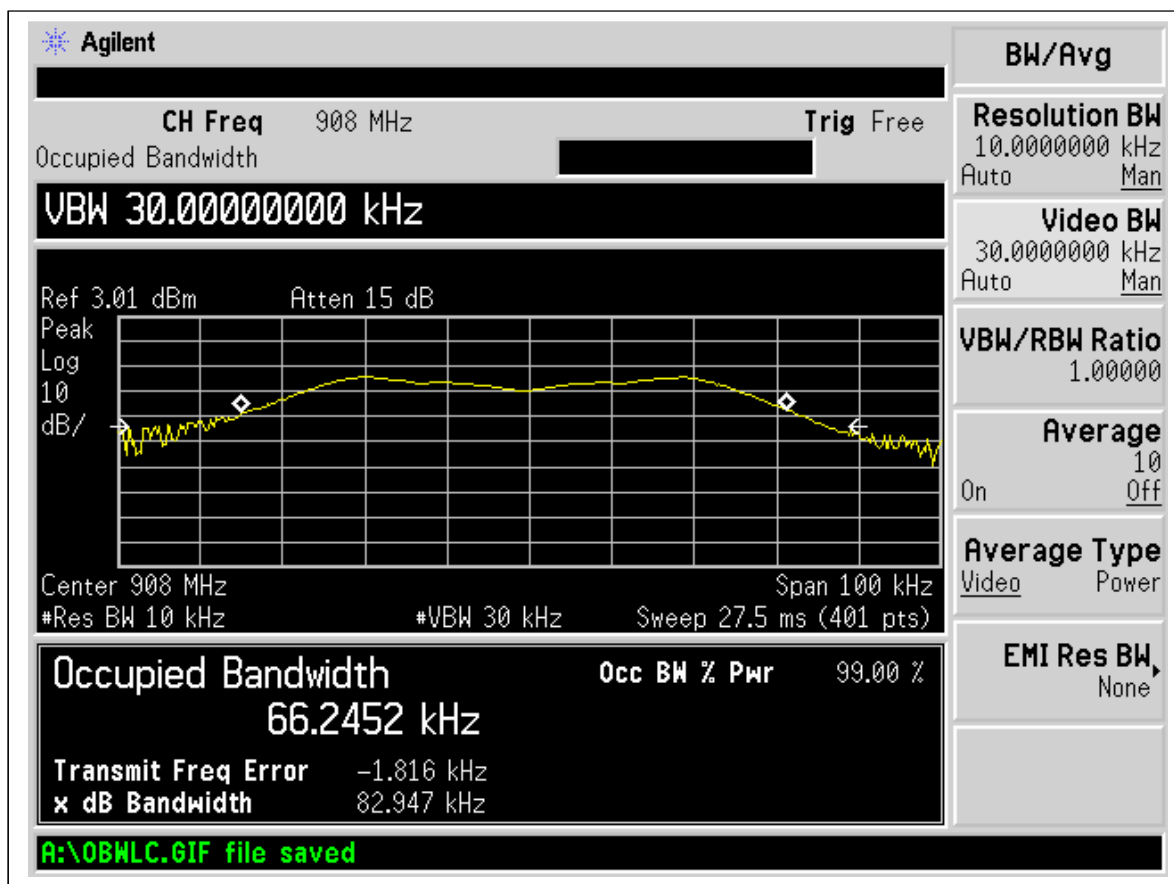 Agilent
CH Freq 908 MHz Trig Free
Occupied Bandwidth
VBW 30.00000000 kHz
Ref 3.01 dBm Atten 15 dB
Peak
Log
10
dB/
Center 908 MHz Span 100 kHz
#Res BW 10 kHz #VBW 30 kHz Sweep 27.5 ms (401 pts)
Occupied Bandwidth Occ BW % Pwr 99.00 %
66.2452 kHz
Transmit Freq Error -1.816 kHz
x dB Bandwidth 82.947 kHz
A:\OBWLC.GIF file saved
BW/Avg
Resolution BW
10.0000000 kHz
Auto Man
Video BW
30.0000000 kHz
Auto Man
VBW/RBW Ratio
1.00000
Average
10
On Off
Average Type
Video Power
EMI Res BW
None